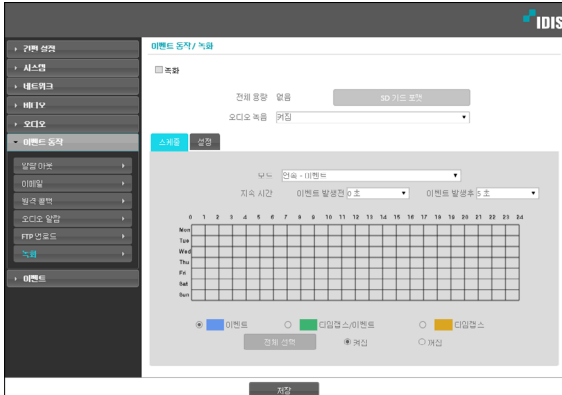 IDIS
간편 설정
시스템
네트워크
비디오
오디오
이벤트 동작
알람 아웃
이메일
원격 콜백
오디오 알람
FTP 업로드
녹화
이벤트
이벤트 동작 / 녹화
녹화
전체 용량 없음 SD 카드 포맷
오디오 녹음 켜짐
스케줄 설정
모드 연속 - 이벤트
지속 시간 이벤트 발생전 0 초 이벤트 발생후 5 초
0 1 2 3 4 5 6 7 8 9 10 11 12 13 14 15 16 17 18 19 20 21 22 23 24
Mon
Tue
Wed
Thu
Fri
Sat
Sun
이벤트 타임랩스/이벤트 타임랩스
전체 선택 켜짐 꺼짐
저장